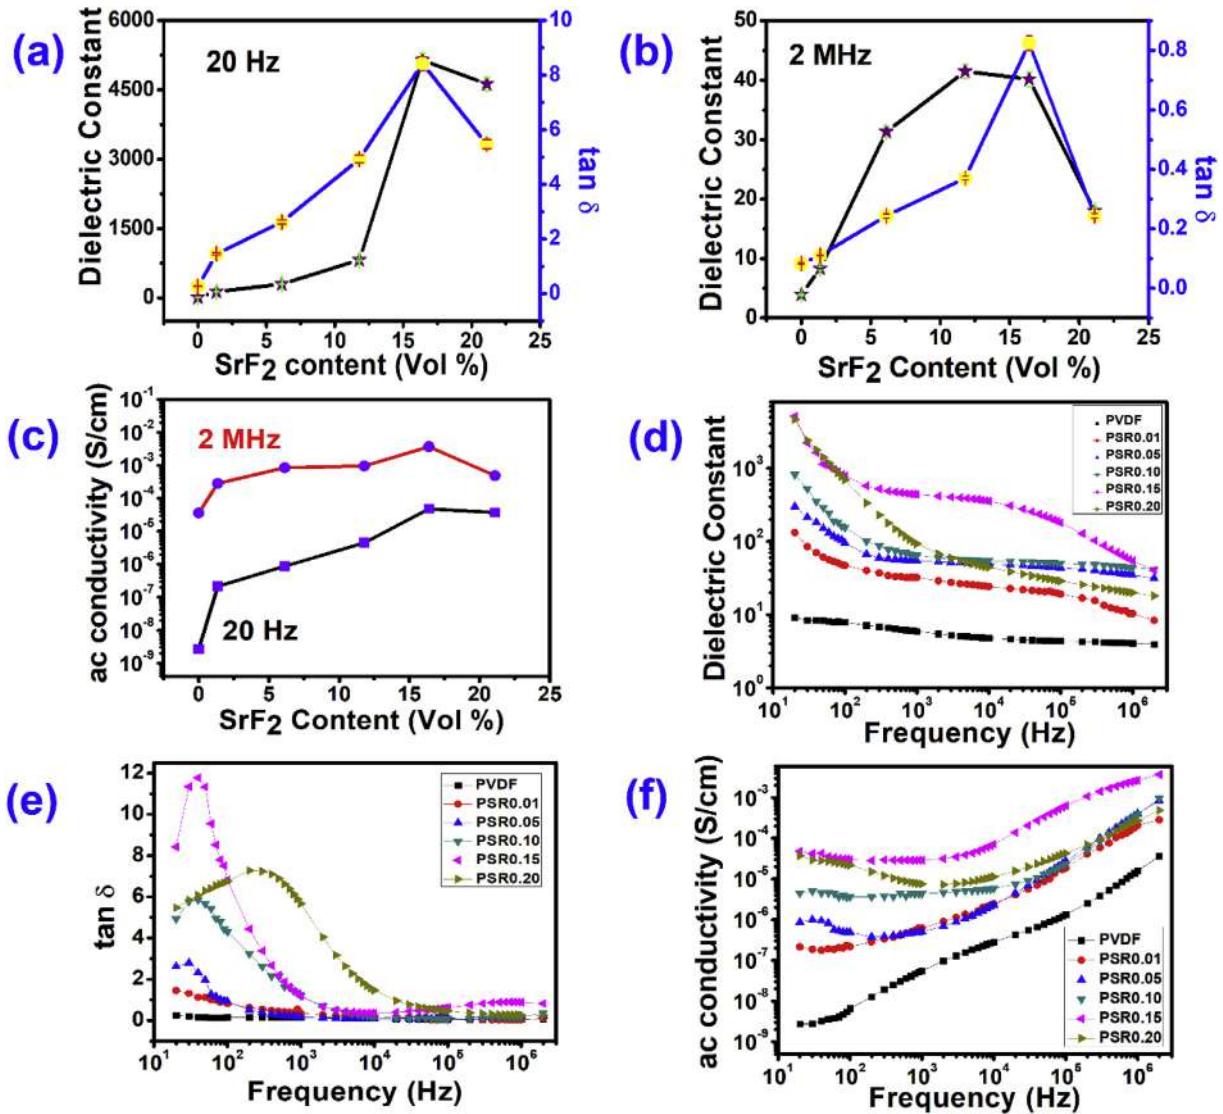 (a)
20 Hz
Dielectric Constant
6000
4500
3000
1500
0
10
8
6
4
2
0
tan δ
0 5 10 15 20 25
SrF2 content (Vol %)
(b)
2 MHz
Dielectric Constant
50
40
30
20
10
0
0.8
0.6
0.4
0.2
0.0
tan δ
0 5 10 15 20 25
SrF2 Content (Vol %)
(c)
ac conductivity (S/cm)
10⁻¹
10⁻²
10⁻³
10⁻⁴
10⁻⁵
10⁻⁶
10⁻⁷
10⁻⁸
10⁻⁹
2 MHz
20 Hz
0 5 10 15 20 25
SrF2 Content (Vol %)
(d)
Dielectric Constant
10³
10²
10¹
10⁰
PVDF
PSR0.01
PSR0.05
PSR0.10
PSR0.15
PSR0.20
10¹ 10² 10³ 10⁴ 10⁵ 10⁶
Frequency (Hz)
(e)
tan δ
12
10
8
6
4
2
0
PVDF
PSR0.01
PSR0.05
PSR0.10
PSR0.15
PSR0.20
10¹ 10² 10³ 10⁴ 10⁵ 10⁶
Frequency (Hz)
(f)
ac conductivity (S/cm)
10⁻³
10⁻⁴
10⁻⁵
10⁻⁶
10⁻⁷
10⁻⁸
10⁻⁹
PVDF
PSR0.01
PSR0.05
PSR0.10
PSR0.15
PSR0.20
10¹ 10² 10³ 10⁴ 10⁵ 10⁶
Frequency (Hz)